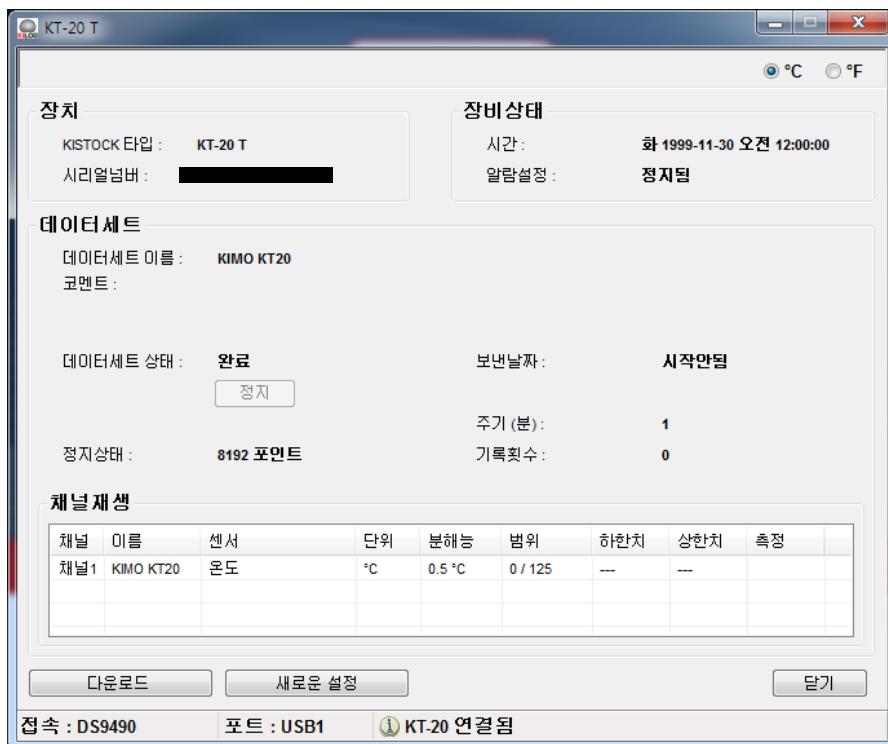 KT-20 T
KILOG
°C °F
장치
KISTOCK 타입 : KT-20 T
시리얼넘버 :
장비상태
시간 : 화 1999-11-30 오전 12:00:00
알람설정 : 정지됨
데이터세트
데이터세트 이름 : KIMO KT20
코멘트 :
데이터세트 상태 : 완료
정지
보낸날짜 : 시작안됨
주기 (분) : 1
정지상태 : 8192 포인트
기록횟수 : 0
채널재생
채널 이름 센서 단위 분해능 범위 하한치 상한치 측정
채널1 KIMO KT20 온도 °C 0.5 °C 0 / 125 --- ---
다운로드 새로운 설정 닫기
접속 : DS9490 포트 : USB1 KT-20 연결됨